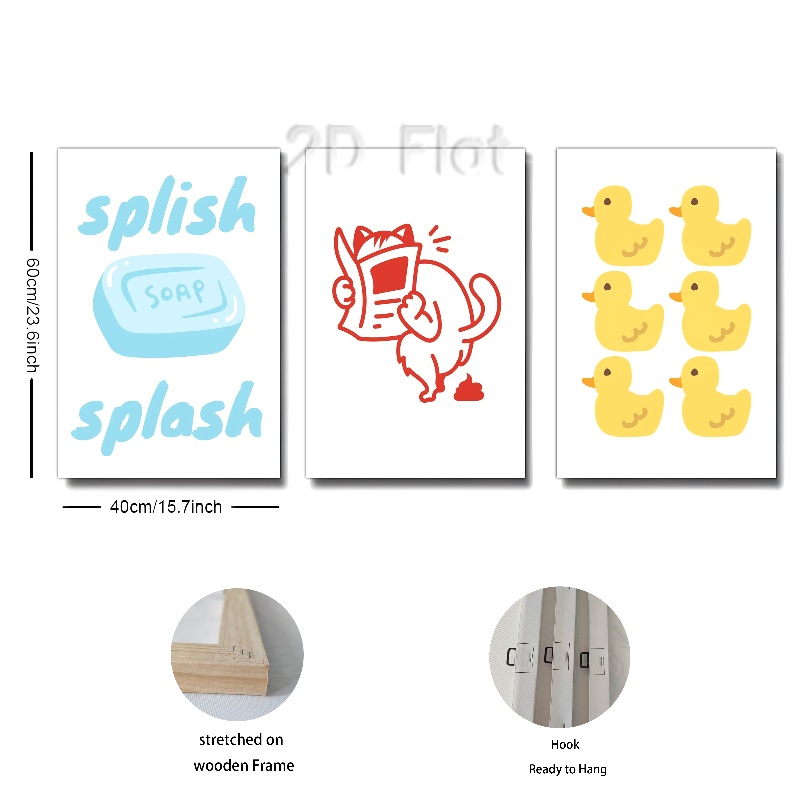 2D Flat
splish
SOAP
splash
60cm/23.6inch
40cm/15.7inch
stretched on
wooden Frame
Hook
Ready to Hang